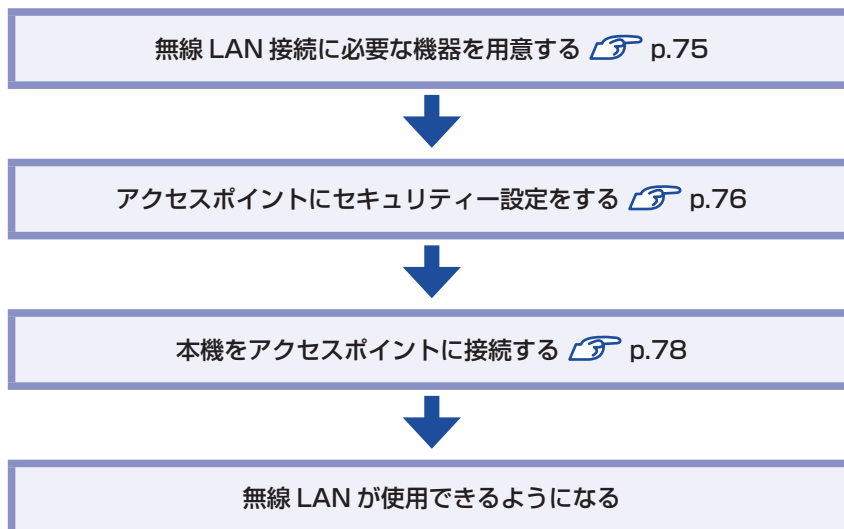 無線 LAN 接続に必要な機器を用意する p.75
アクセスポイントにセキュリティー設定をする p.76
本機をアクセスポイントに接続する p.78
無線 LAN が使用できるようになる